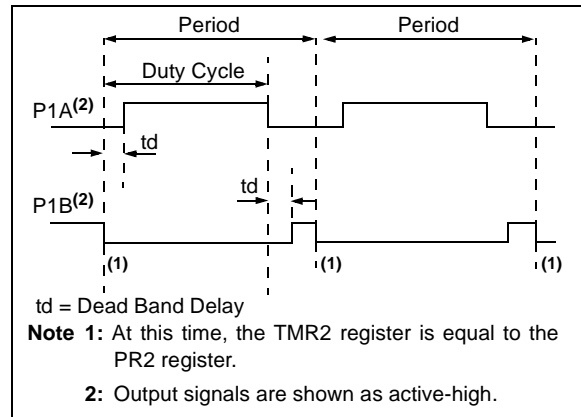 Period Period
Duty Cycle
P1A(2)
td
td
P1B(2)
(1) (1) (1)
td = Dead Band Delay
Note 1: At this time, the TMR2 register is equal to the
PR2 register.
2: Output signals are shown as active-high.